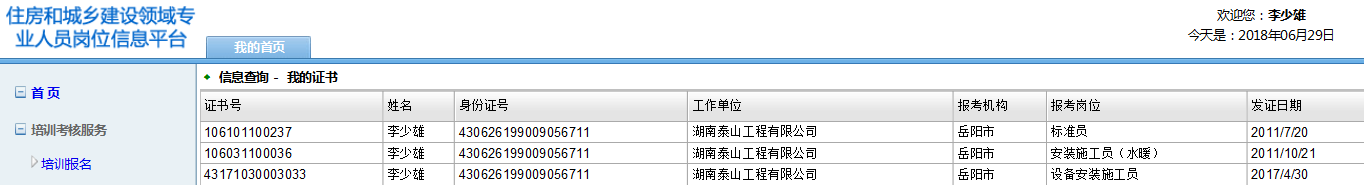 住房和城乡建设领域专
业人员岗位信息平台
我的首页
欢迎您：李少雄
今天是：2018年06月29日
首页
培训考核服务
培训报名
信息查询 - 我的证书
证书号 姓名 身份证号 工作单位 报考机构 报考岗位 发证日期
106101100237 李少雄 430626199009056711 湖南泰山工程有限公司 岳阳市 标准员 2011/7/20
106031100036 李少雄 430626199009056711 湖南泰山工程有限公司 岳阳市 安装施工员（水暖） 2011/10/21
43171030003033 李少雄 430626199009056711 湖南泰山工程有限公司 岳阳市 设备安装施工员 2017/4/30